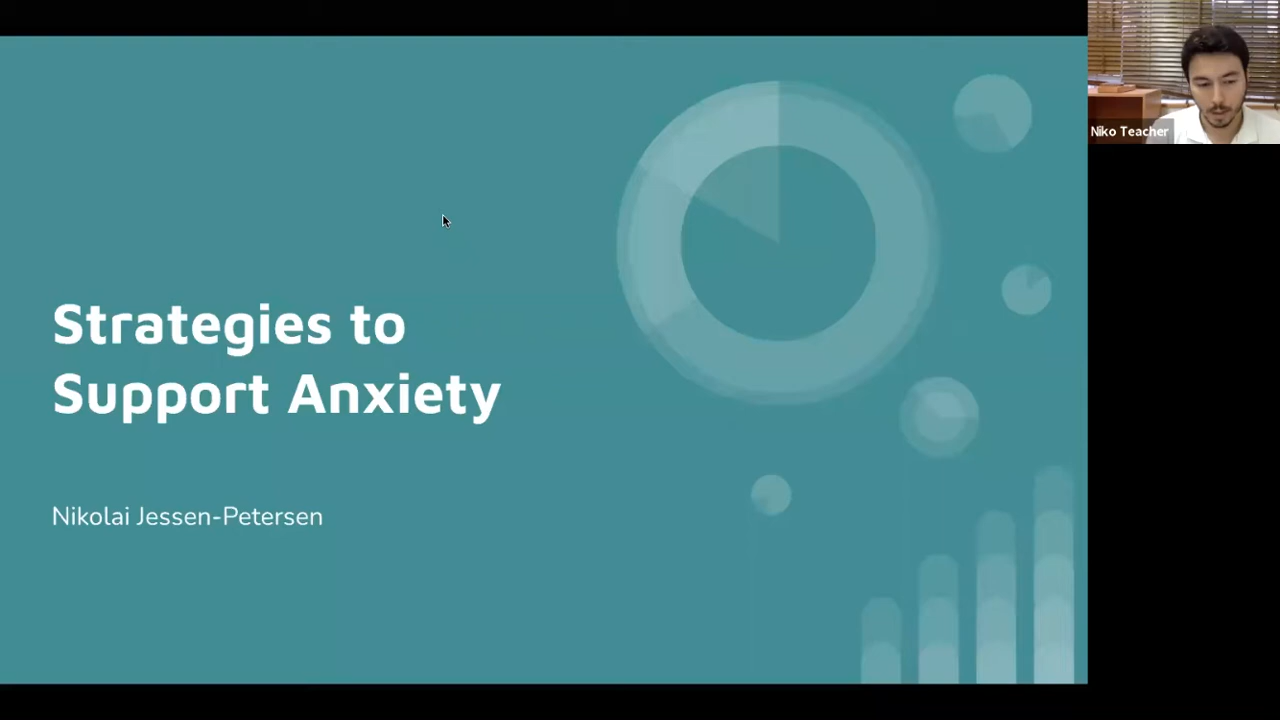 Strategies to
Support Anxiety
Nikolai Jessen-Petersen
Niko Teacher